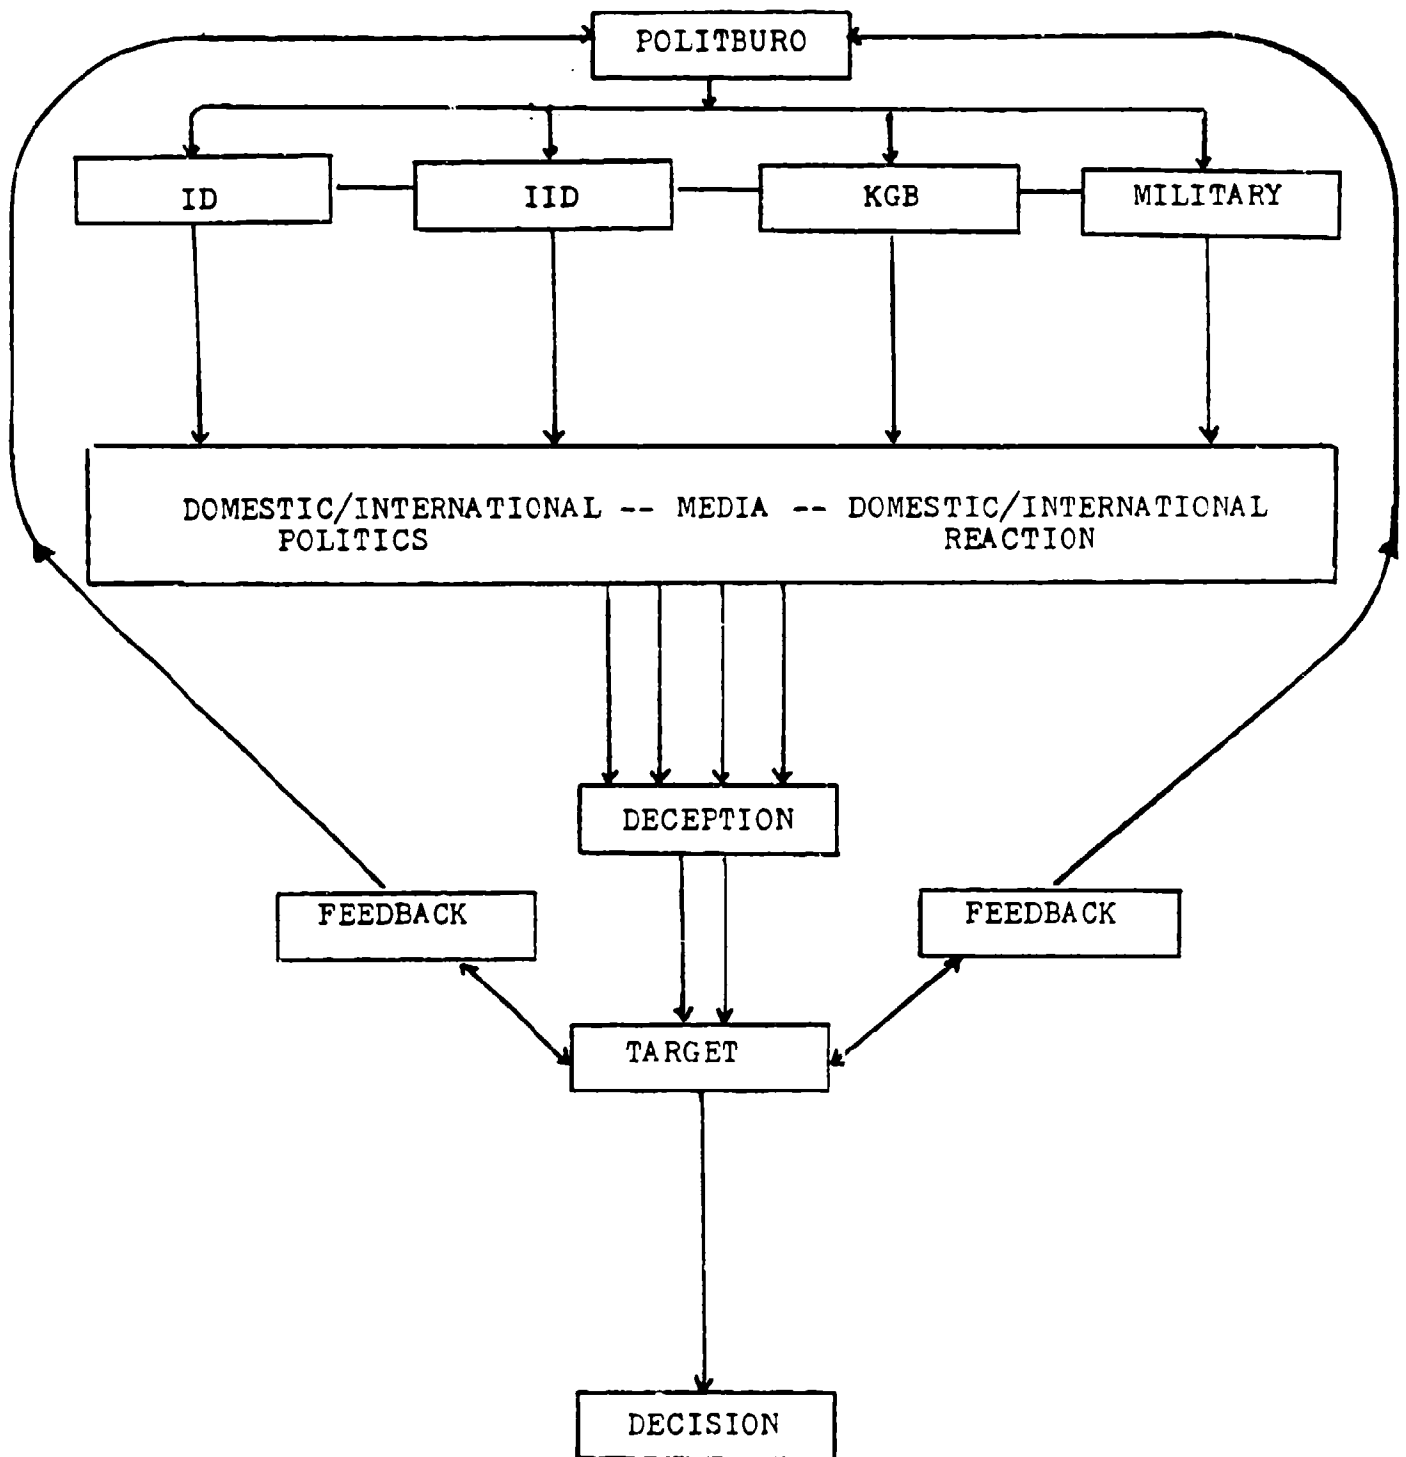 POLITBURO
ID
IID
KGB
MILITARY
DOMESTIC/INTERNATIONAL -- MEDIA -- DOMESTIC/INTERNATIONAL
POLITICS REACTION
DECEPTION
FEEDBACK
FEEDBACK
TARGET
DECISION